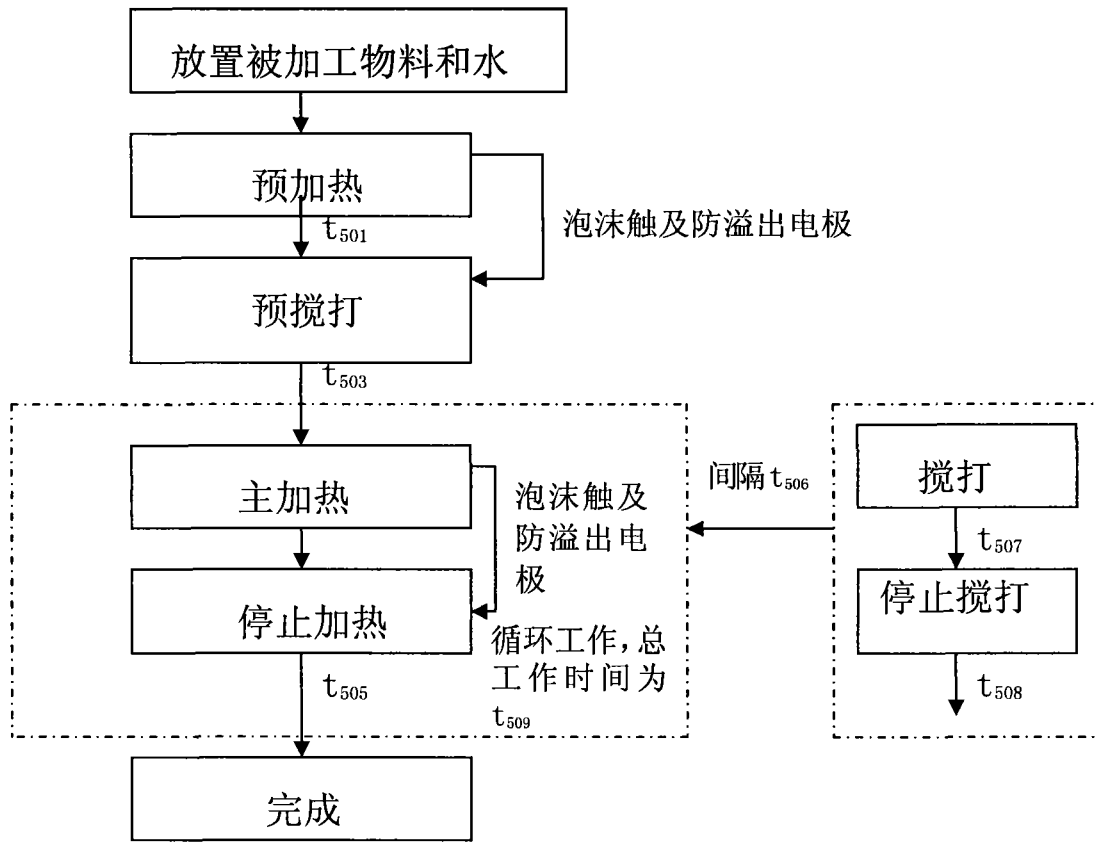 放置被加工物料和水
预加热
t501
泡沫触及防溢出电极
预搅打
t503
主加热
泡沫触及
防溢出电
极
停止加热
循环工作,总
工作时间为
t509
t505
完成
间隔t506
搅打
t507
停止搅打
t508